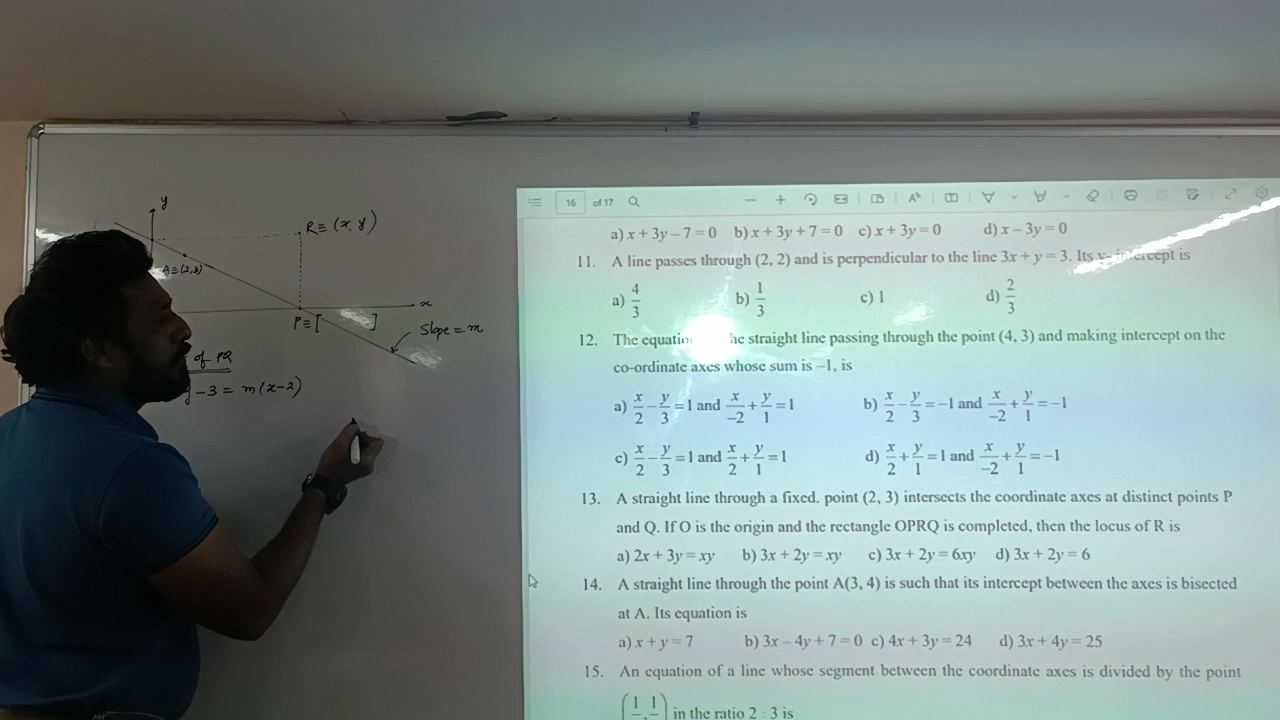 y
R≡(x, y)
A≡(2,3)
x
P≡[ ]
Slope = m
of PQ
y-3 = m(x-2)
16 of 17
a) x + 3y – 7 = 0 b) x + 3y + 7 = 0 c) x + 3y = 0 d) x – 3y = 0
11. A line passes through (2, 2) and is perpendicular to the line 3x + y = 3. Its y-intercept is
a) 4/3 b) 1/3 c) 1 d) 2/3
12. The equatio he straight line passing through the point (4, 3) and making intercept on the
co-ordinate axes whose sum is –1, is
a) x/2 – y/3 = 1 and x/–2 + y/1 = 1 b) x/2 – y/3 = –1 and x/–2 + y/1 = –1
c) x/2 – y/3 = 1 and x/2 + y/1 = 1 d) x/2 + y/1 = 1 and x/–2 + y/1 = –1
13. A straight line through a fixed. point (2, 3) intersects the coordinate axes at distinct points P
and Q. If O is the origin and the rectangle OPRQ is completed, then the locus of R is
a) 2x + 3y = xy b) 3x + 2y = xy c) 3x + 2y = 6xy d) 3x + 2y = 6
14. A straight line through the point A(3, 4) is such that its intercept between the axes is bisected
at A. Its equation is
a) x + y = 7 b) 3x – 4y + 7 = 0 c) 4x + 3y = 24 d) 3x + 4y = 25
15. An equation of a line whose segment between the coordinate axes is divided by the point
in the ratio 2 : 3 is